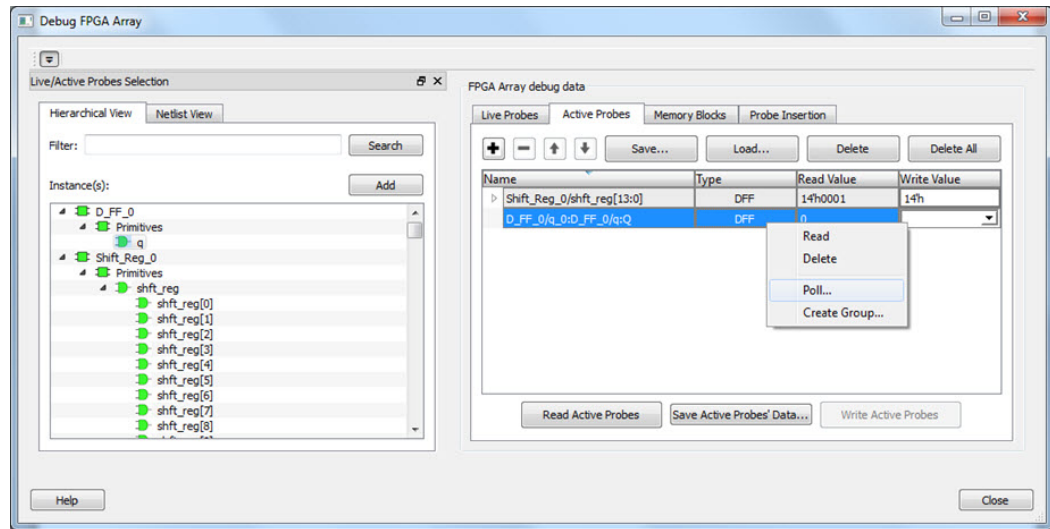 Debug FPGA Array
Live/Active Probes Selection
Hierarchical View
Netlist View
Filter:
Search
Instance(s):
Add
D_FF_0
Primitives
q
Shift_Reg_0
Primitives
shft_reg
shft_reg[0]
shft_reg[1]
shft_reg[2]
shft_reg[3]
shft_reg[4]
shft_reg[5]
shft_reg[6]
shft_reg[7]
shft_reg[8]
FPGA Array debug data
Live Probes
Active Probes
Memory Blocks
Probe Insertion
Save...
Load...
Delete
Delete All
Name Type Read Value Write Value
Shift_Reg_0/shft_reg[13:0] DFF 14'h0001 14'h
D_FF_0/q_0:D_FF_0/q:Q DFF 0
Read
Delete
Poll...
Create Group...
Read Active Probes
Save Active Probes' Data...
Write Active Probes
Help
Close